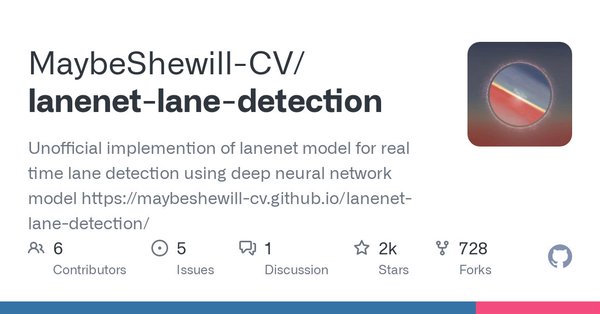 MaybeShewill-CV/
lanenet-lane-detection
Unofficial implemention of lanenet model for real
time lane detection using deep neural network
model https://maybeshewill-cv.github.io/lanenet-
lane-detection/
6 5 1 2k 728
Contributors Issues Discussion Stars Forks